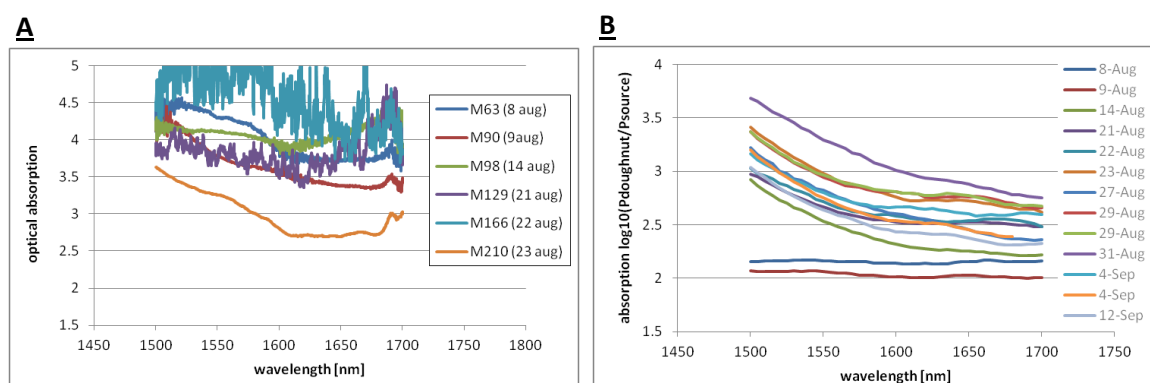 A
optical absorption
5
4.5
4
3.5
3
2.5
2
1.5
1450 1500 1550 1600 1650 1700 1750 1800
wavelength [nm]
M63 (8 aug)
M90 (9aug)
M98 (14 aug)
M129 (21 aug)
M166 (22 aug)
M210 (23 aug)
B
absorption log10(Pdoughnut/Psource)
4
3.5
3
2.5
2
1.5
1450 1500 1550 1600 1650 1700 1750
wavelength [nm]
8-Aug
9-Aug
14-Aug
21-Aug
22-Aug
23-Aug
27-Aug
29-Aug
29-Aug
31-Aug
4-Sep
4-Sep
12-Sep